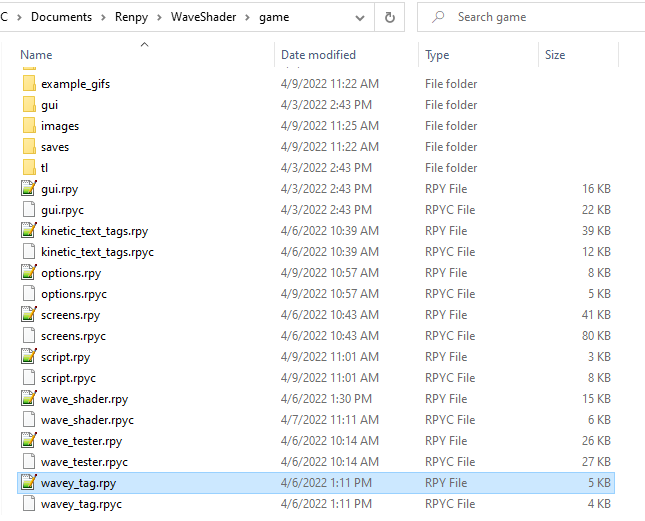 C > Documents > Renpy > WaveShader > game
Search game
Name Date modified Type Size
example_gifs 4/9/2022 11:22 AM File folder
gui 4/3/2022 2:43 PM File folder
images 4/9/2022 11:25 AM File folder
saves 4/9/2022 11:22 AM File folder
tl 4/3/2022 2:43 PM File folder
gui.rpy 4/3/2022 2:43 PM RPY File 16 KB
gui.rpyc 4/3/2022 2:43 PM RPYC File 22 KB
kinetic_text_tags.rpy 4/6/2022 10:39 AM RPY File 39 KB
kinetic_text_tags.rpyc 4/6/2022 10:39 AM RPYC File 12 KB
options.rpy 4/9/2022 10:57 AM RPY File 8 KB
options.rpyc 4/9/2022 10:57 AM RPYC File 5 KB
screens.rpy 4/6/2022 10:43 AM RPY File 41 KB
screens.rpyc 4/6/2022 10:43 AM RPYC File 80 KB
script.rpy 4/9/2022 11:01 AM RPY File 3 KB
script.rpyc 4/9/2022 11:01 AM RPYC File 8 KB
wave_shader.rpy 4/6/2022 1:30 PM RPY File 15 KB
wave_shader.rpyc 4/7/2022 11:11 AM RPYC File 6 KB
wave_tester.rpy 4/6/2022 10:14 AM RPY File 26 KB
wave_tester.rpyc 4/6/2022 10:14 AM RPYC File 27 KB
wavey_tag.rpy 4/6/2022 1:11 PM RPY File 5 KB
wavey_tag.rpyc 4/6/2022 1:11 PM RPYC File 4 KB